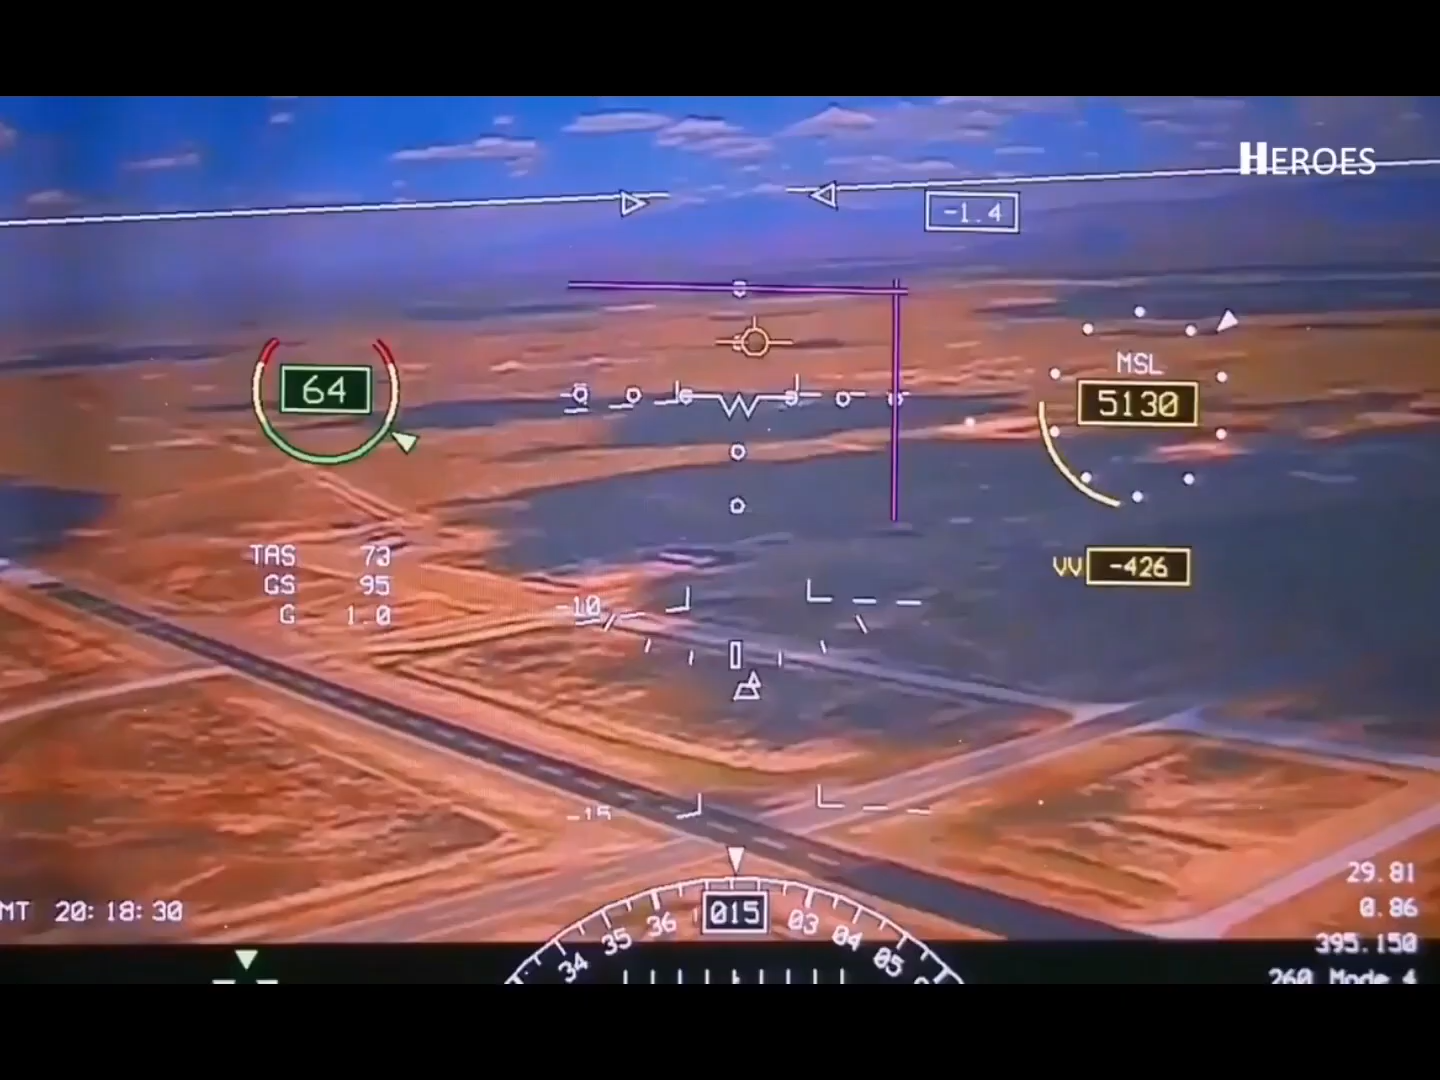 HEROES
-1.4
64
MSL
5130
TAS 73
GS 95
G 1.0
VV -426
-10
-15
29.81
0.86
395.150
260 Mode 4
MT 20:18:30
34 35 36 015 03 04 05